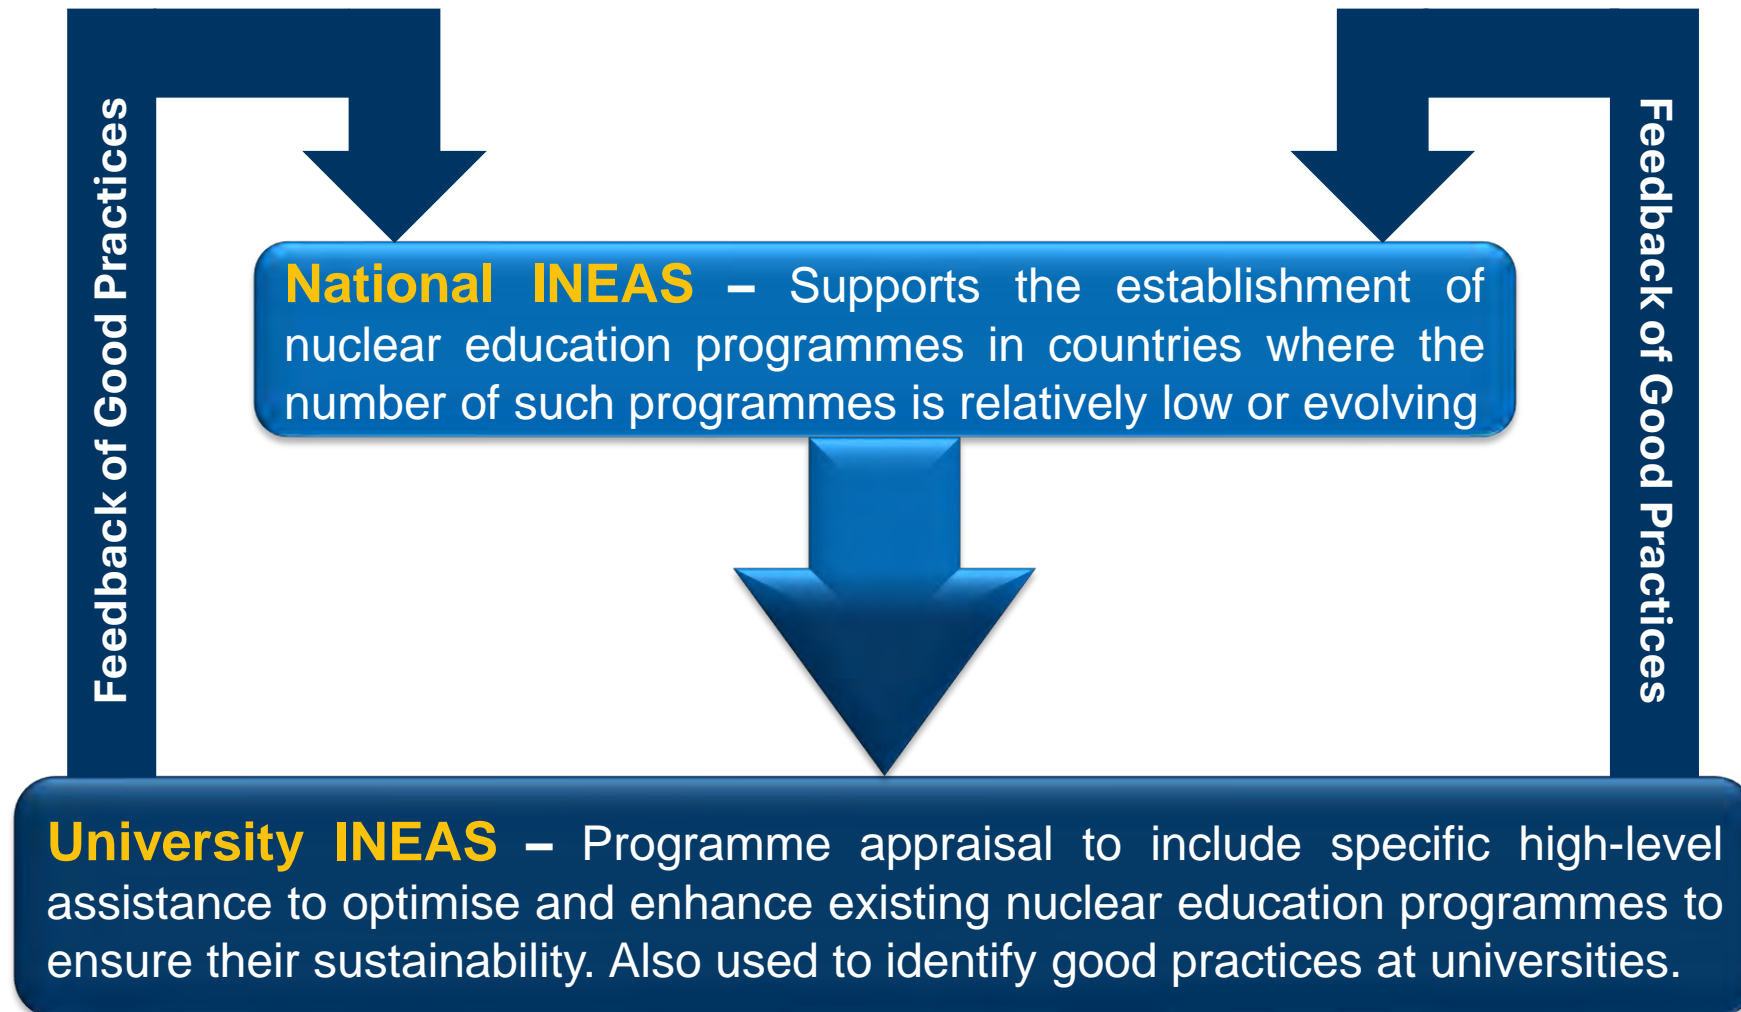 Feedback of Good Practices
Feedback of Good Practices
National INEAS – Supports the establishment of
nuclear education programmes in countries where the
number of such programmes is relatively low or evolving
University INEAS – Programme appraisal to include specific high-level
assistance to optimise and enhance existing nuclear education programmes to
ensure their sustainability. Also used to identify good practices at universities.